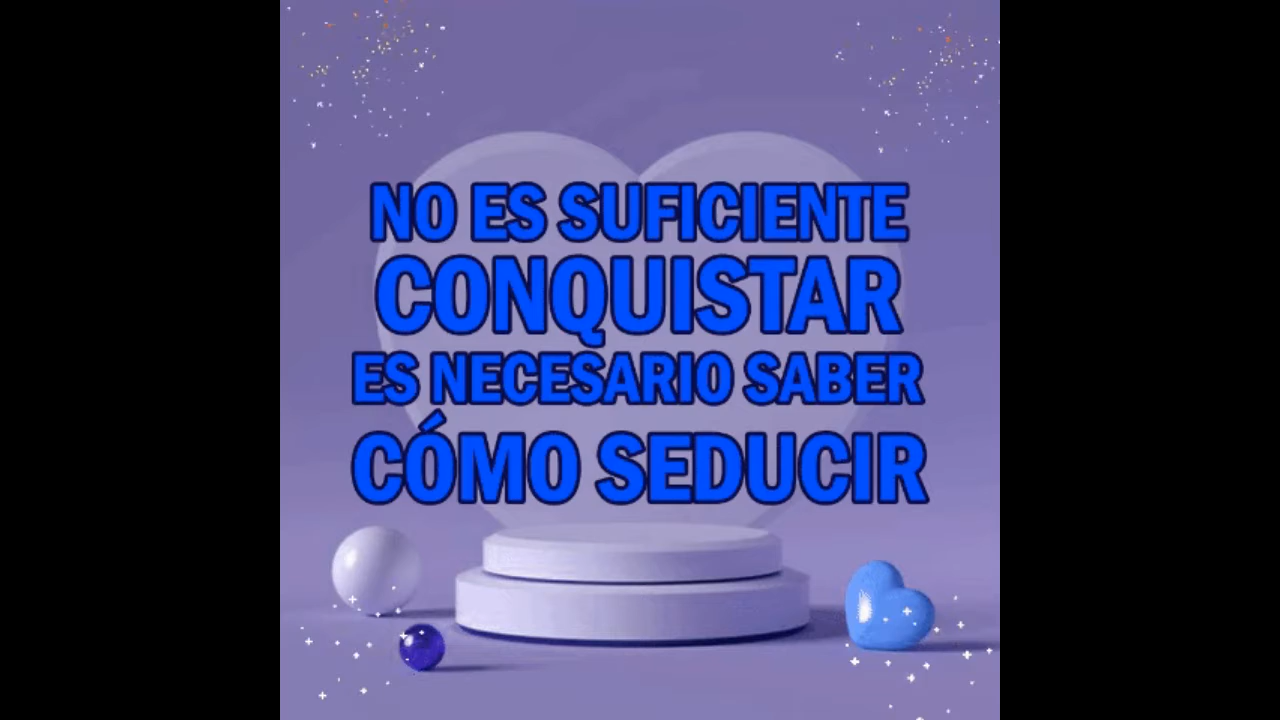 NO ES SUFICIENTE
CONQUISTAR
ES NECESARIO SABER
CÓMO SEDUCIR